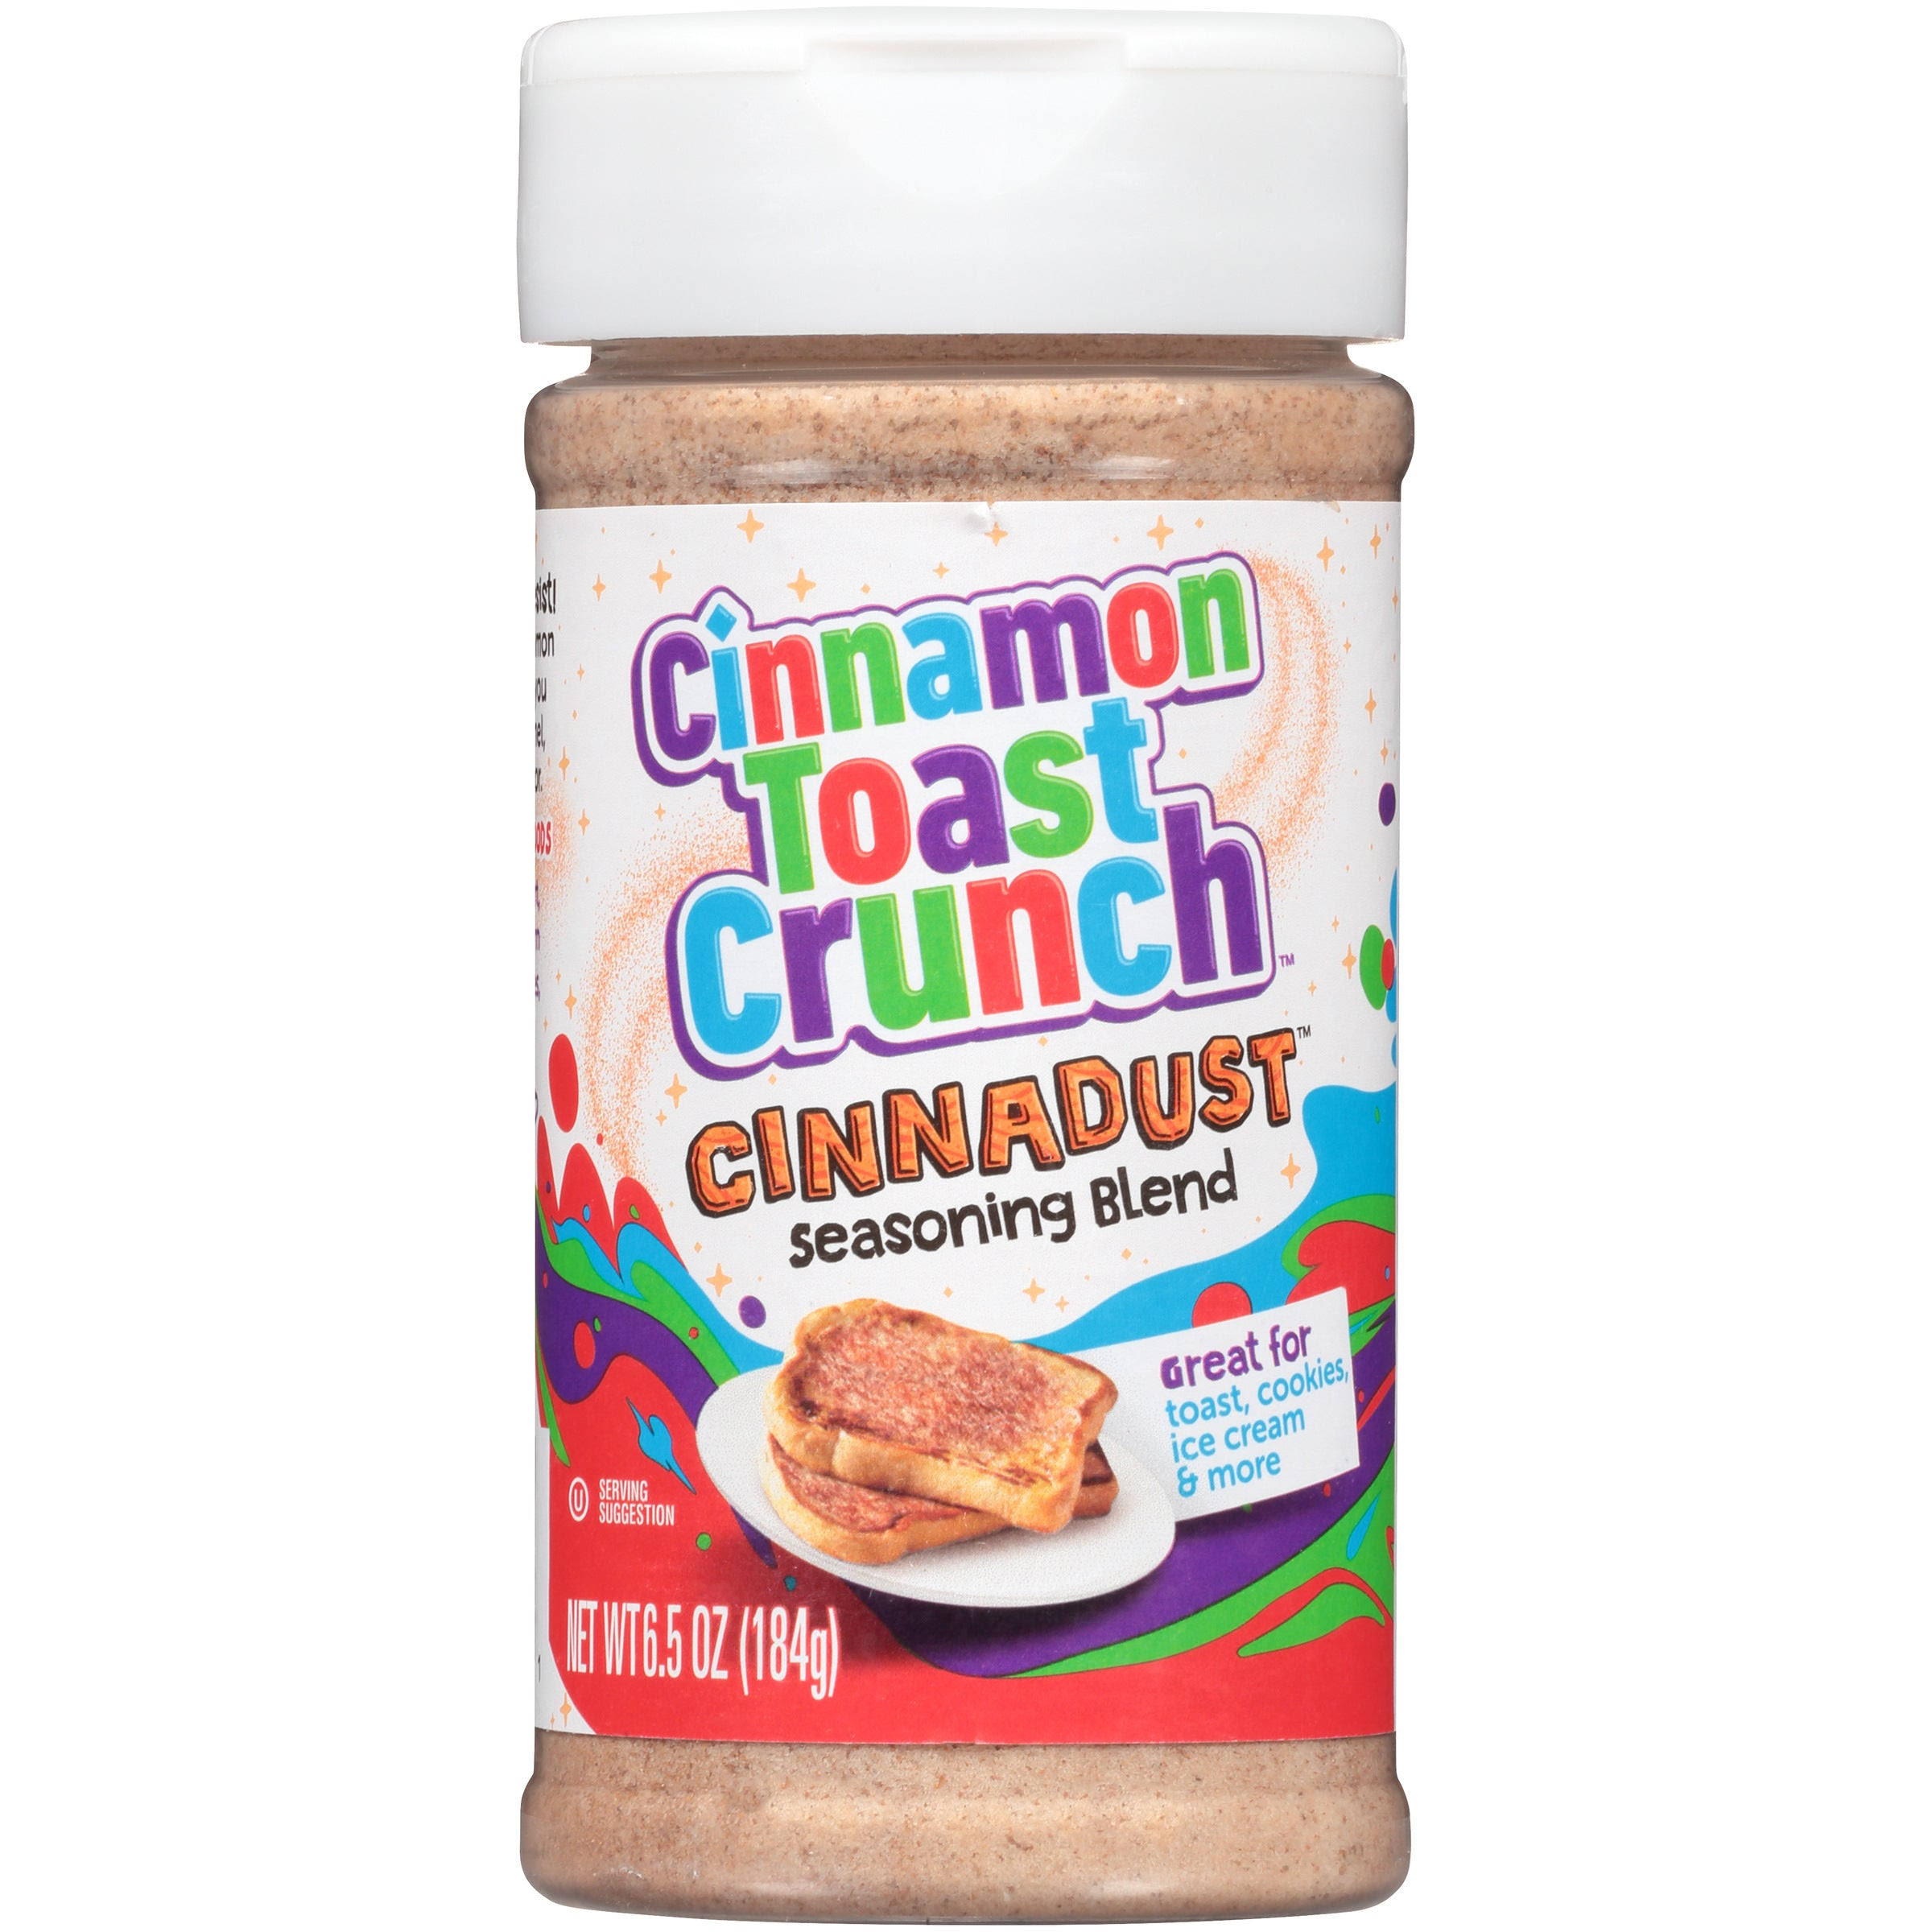 Cinnamon
Toast
Crunch™
CINNADUST™
Seasoning Blend
Great for
toast, cookies,
ice cream
& more
U SERVING
SUGGESTION
NET WT 6.5 OZ (184g)